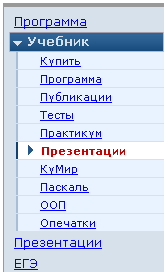 Программа
Учебник
Купить
Программа
Публикации
Тесты
Практикум
Презентации
КуМир
Паскаль
ООП
Опечатки
Презентации
ЕГЭ